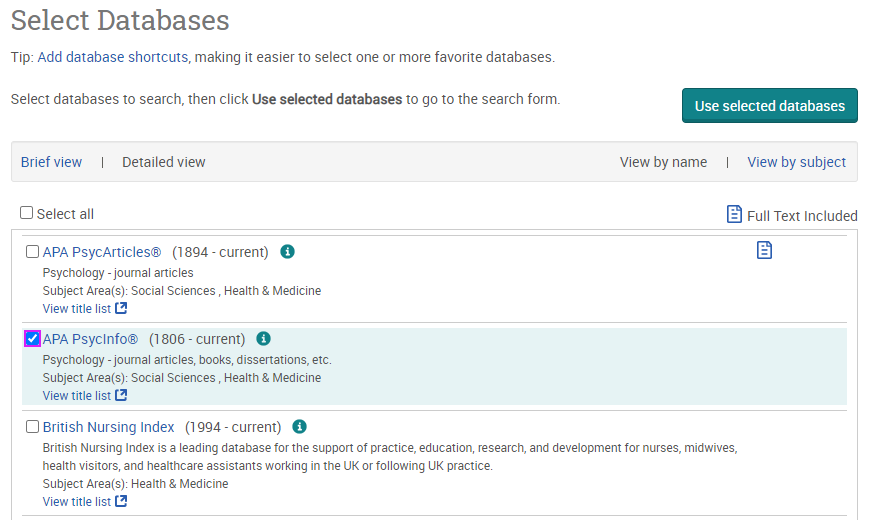 Select Databases
Tip: Add database shortcuts, making it easier to select one or more favorite databases.
Select databases to search, then click Use selected databases to go to the search form.
Use selected databases
Brief view | Detailed view View by name | View by subject
Select all Full Text Included
APA PsycArticles® (1894 - current)
Psychology - journal articles
Subject Area(s): Social Sciences , Health & Medicine
View title list
APA PsycInfo® (1806 - current)
Psychology - journal articles, books, dissertations, etc.
Subject Area(s): Social Sciences , Health & Medicine
View title list
British Nursing Index (1994 - current)
British Nursing Index is a leading database for the support of practice, education, research, and development for nurses, midwives,
health visitors, and healthcare assistants working in the UK or following UK practice.
Subject Area(s): Health & Medicine
View title list